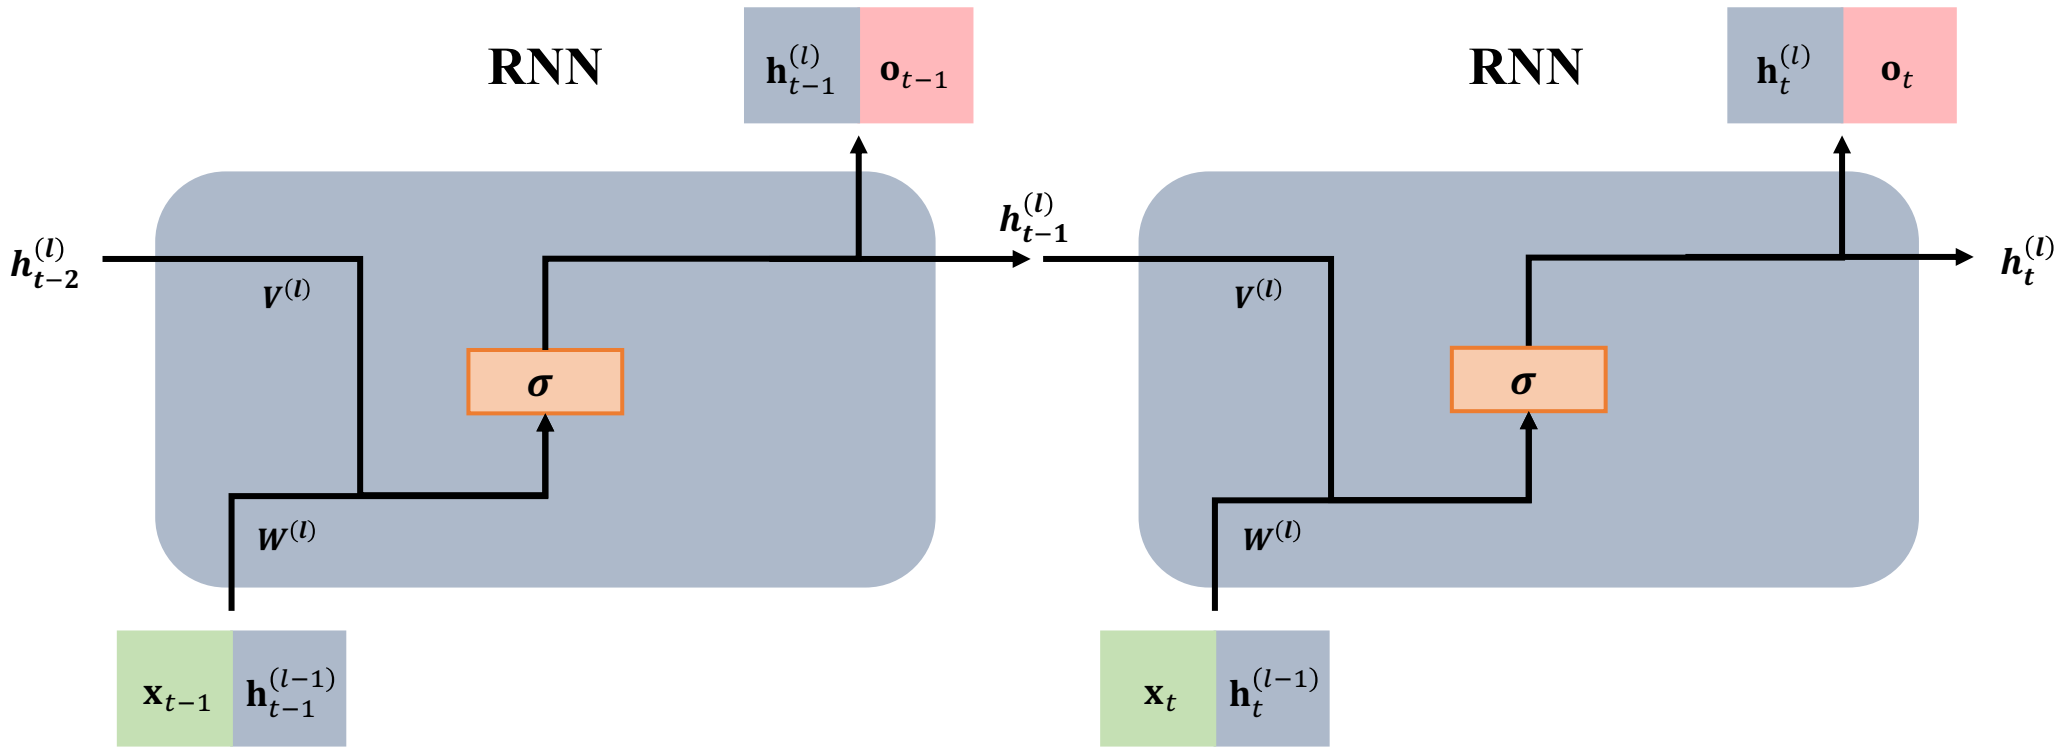 RNN
h_{t−1}^{(l)} o_{t−1}
RNN
h_t^{(l)} o_t
h_{t−2}^{(l)}
V^{(l)}
σ
W^{(l)}
x_{t−1} h_{t−1}^{(l−1)}
h_{t−1}^{(l)}
V^{(l)}
σ
W^{(l)}
x_t h_t^{(l−1)}
h_t^{(l)}